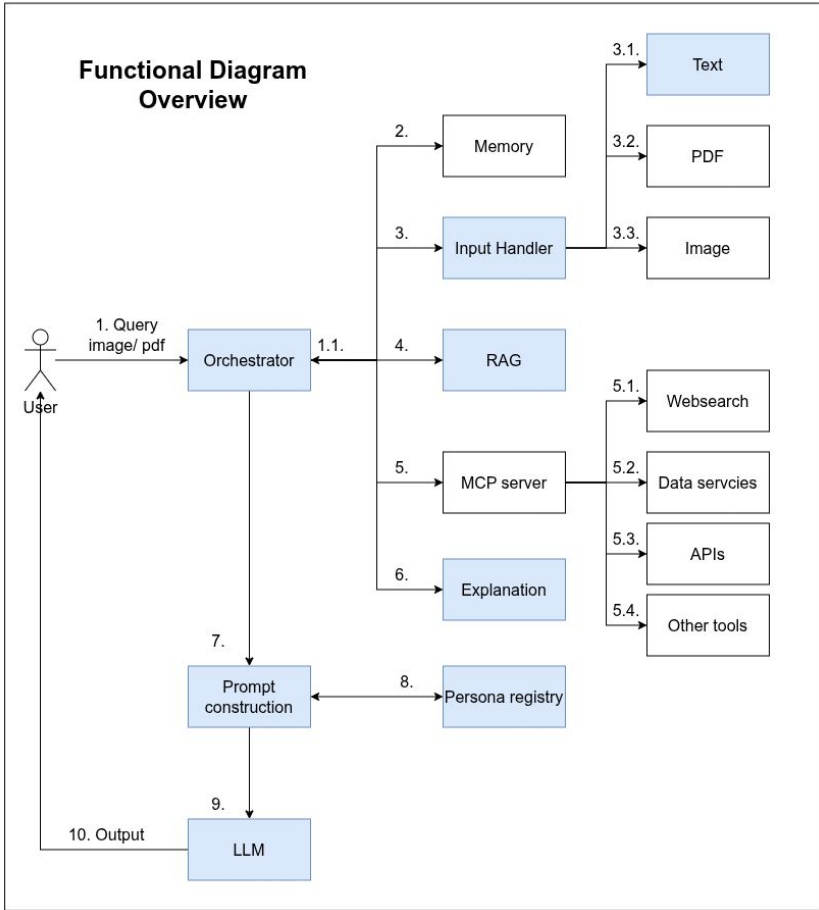 Functional Diagram
Overview
3.1.
Text
2.
Memory
3.2.
PDF
3.
Input Handler
3.3.
Image
1. Query
image/ pdf
Orchestrator
1.1.
4.
RAG
User
5.1.
Websearch
5.
MCP server
5.2.
Data servcies
5.3.
APIs
6.
Explanation
5.4.
Other tools
7.
Prompt
construction
8.
Persona registry
9.
LLM
10. Output